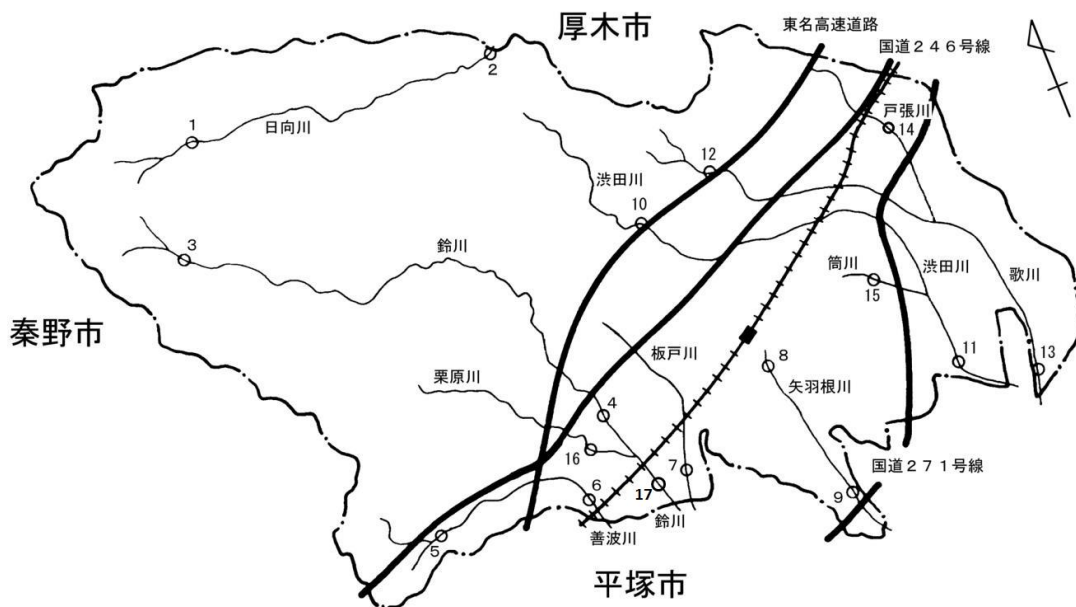 厚木市
東名高速道路
国道246号線
2
戸張川
14
1
日向川
12
渋田川
10
3
鈴川
筒川
15
渋田川
歌川
秦野市
板戸川
8
11
13
栗原川
矢羽根川
4
16
7
国道271号線
6
17
9
鈴川
5
善波川
平塚市